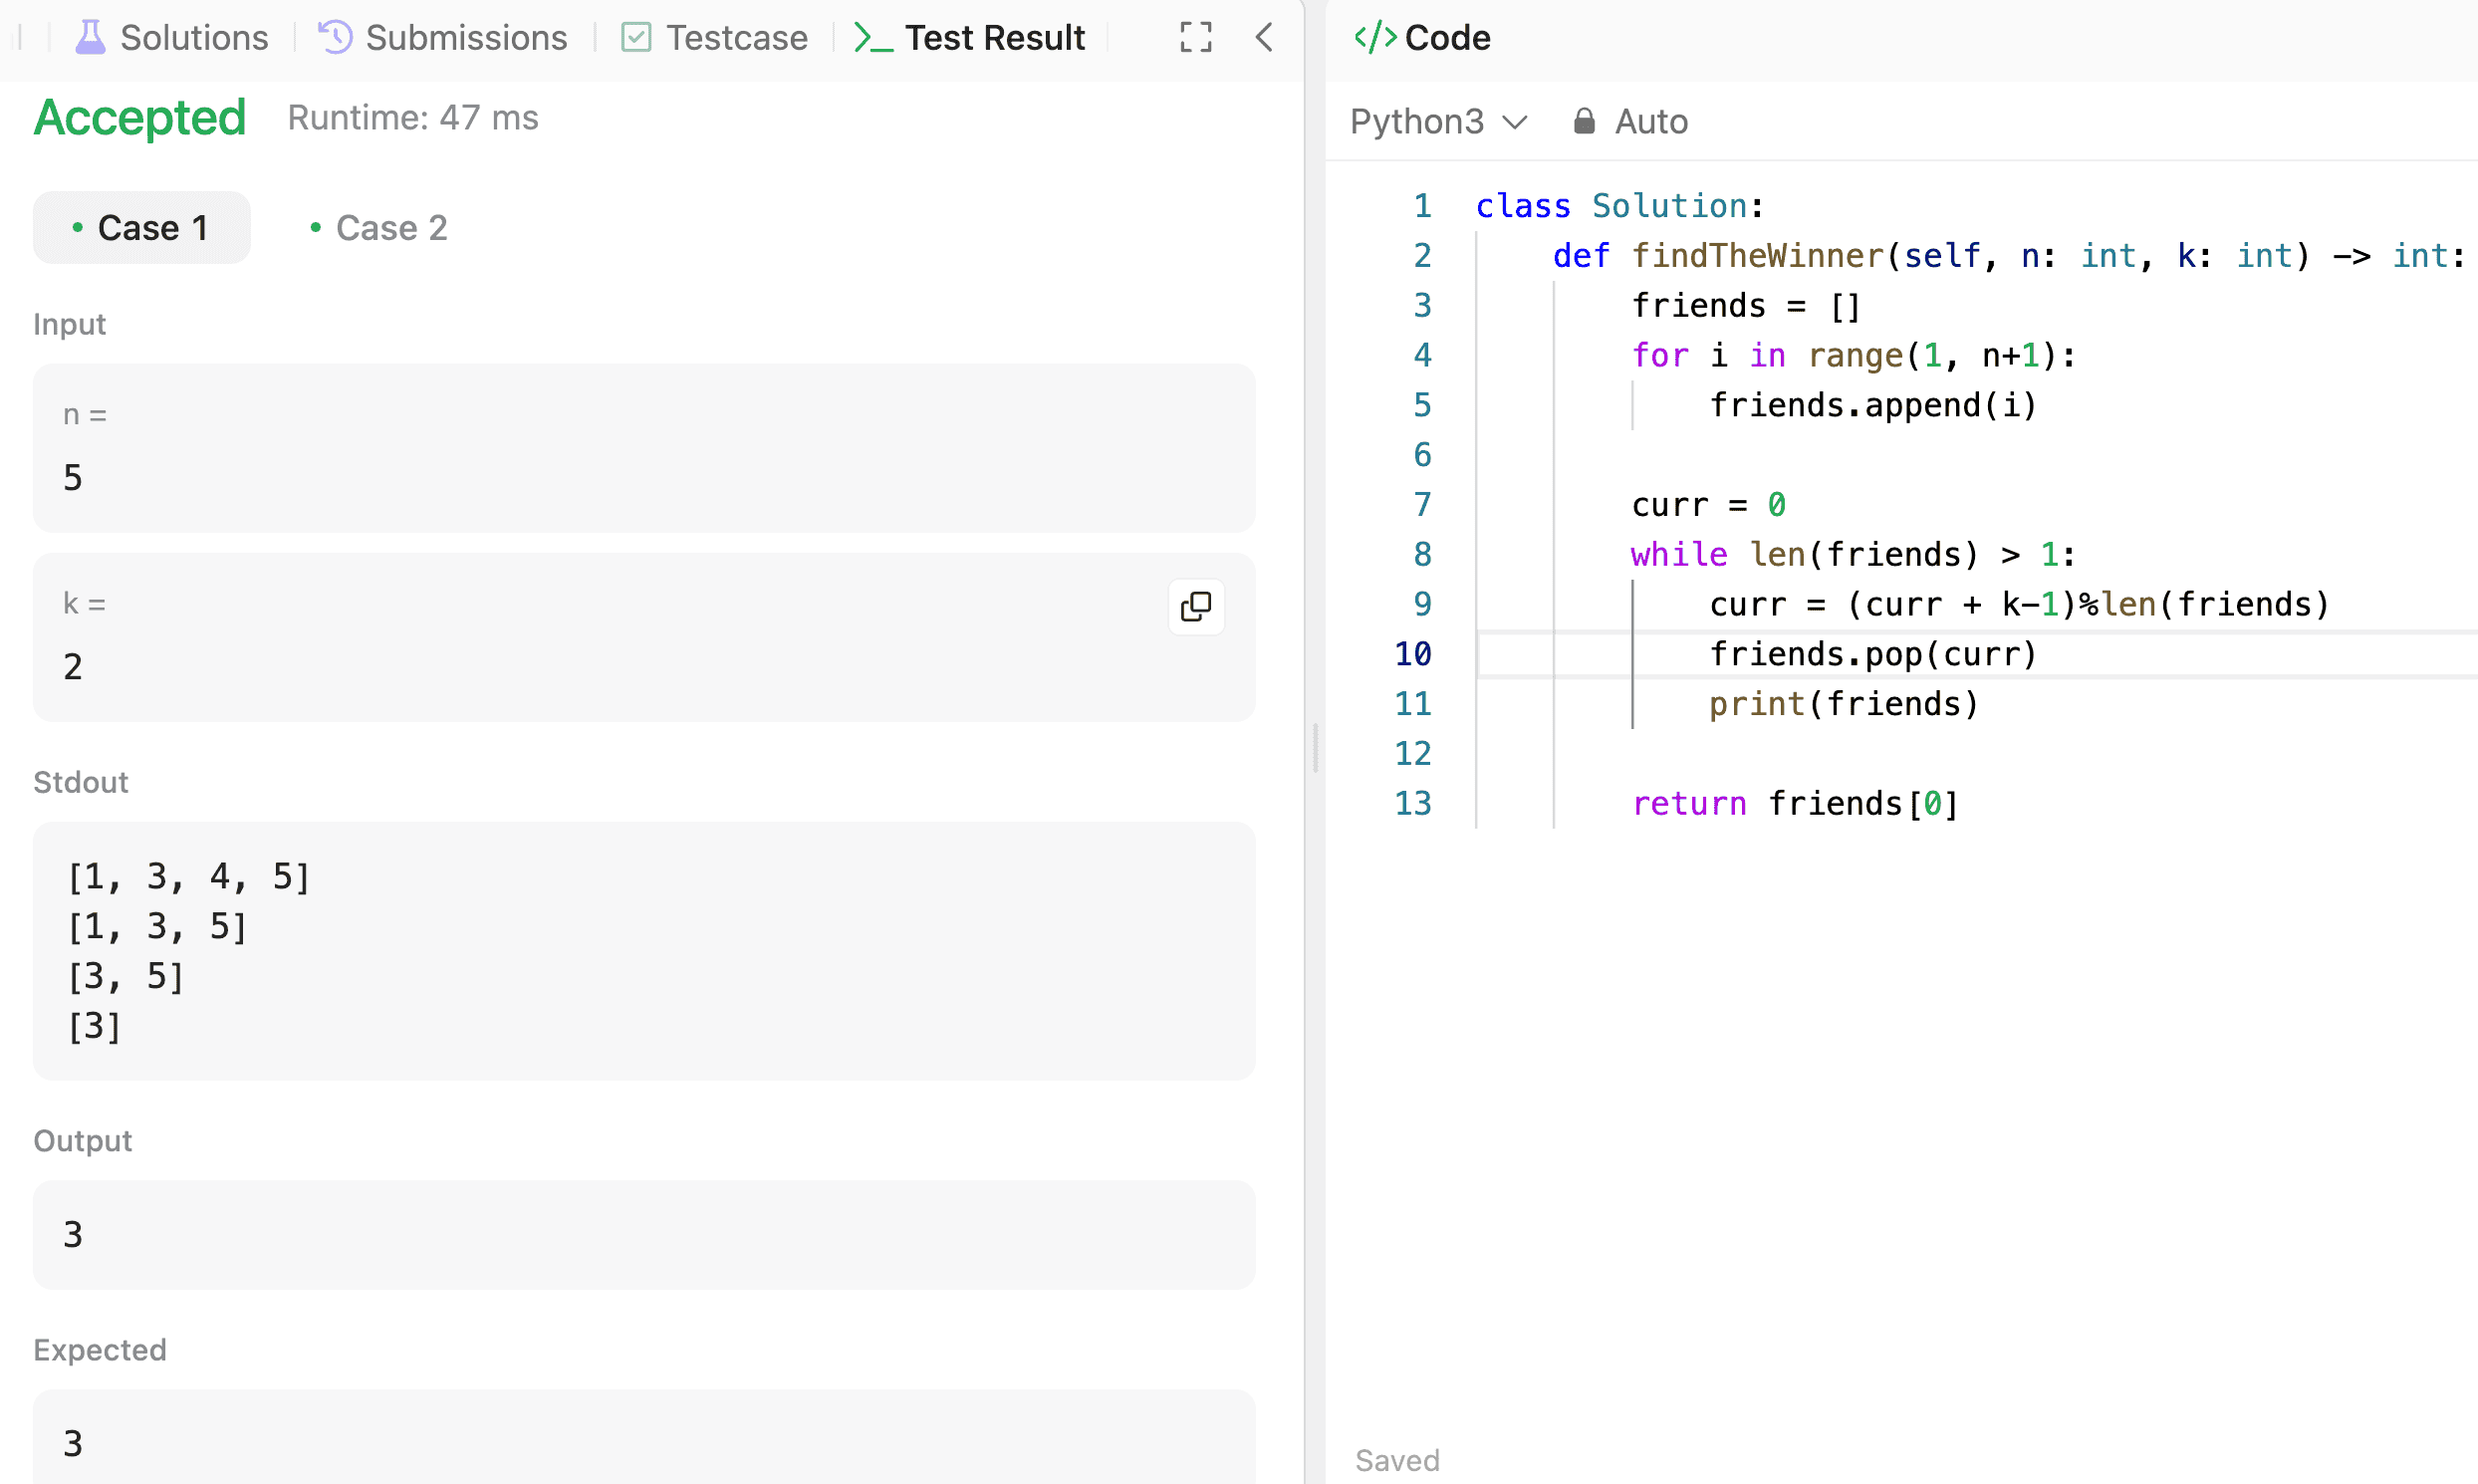 Solutions Submissions Testcase Test Result
Accepted Runtime: 47 ms
Case 1 Case 2
Input
n =
5
k =
2
Stdout
[1, 3, 4, 5]
[1, 3, 5]
[3, 5]
[3]
Output
3
Expected
3
</> Code
Python3 Auto
1 class Solution:
2 def findTheWinner(self, n: int, k: int) -> int:
3 friends = []
4 for i in range(1, n+1):
5 friends.append(i)
6
7 curr = 0
8 while len(friends) > 1:
9 curr = (curr + k-1)%len(friends)
10 friends.pop(curr)
11 print(friends)
12
13 return friends[0]
Saved